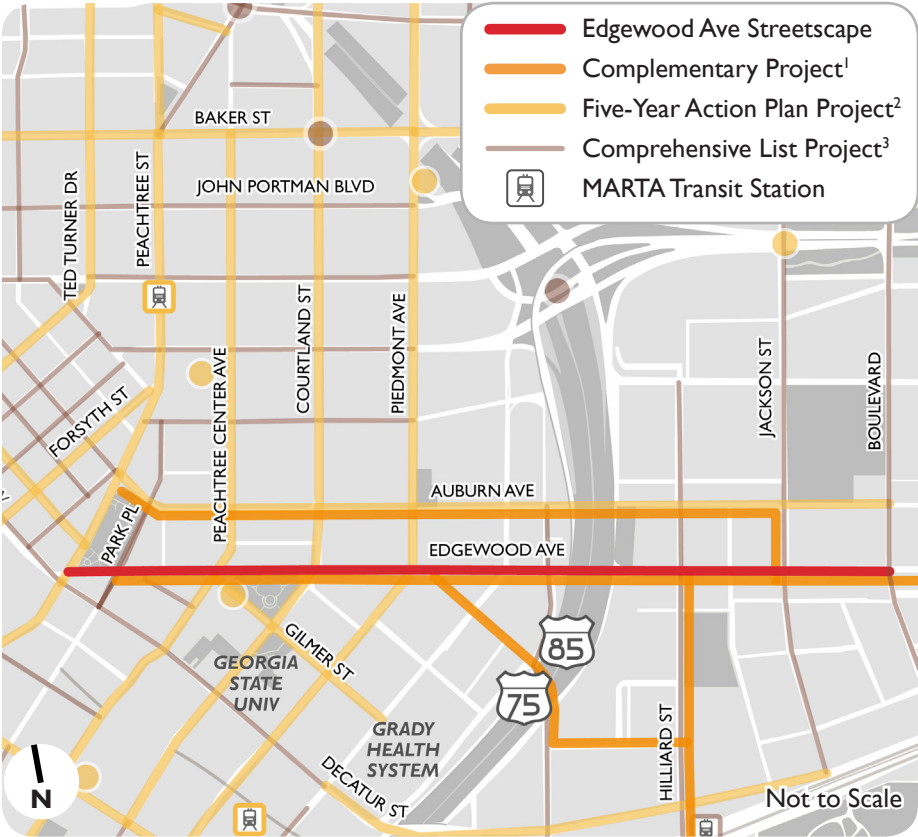 Edgewood Ave Streetscape
Complementary Project¹
Five-Year Action Plan Project²
Comprehensive List Project³
MARTA Transit Station
BAKER ST
JOHN PORTMAN BLVD
TED TURNER DR
PEACHTREE ST
PEACHTREE CENTER AVE
COURTLAND ST
PIEDMONT AVE
JACKSON ST
BOULEVARD
FORSYTH ST
PARK PL
AUBURN AVE
EDGEWOOD AVE
GILMER ST
GEORGIA
STATE
UNIV
85
75
GRADY
HEALTH
SYSTEM
DECATUR ST
HILLIARD ST
N
Not to Scale